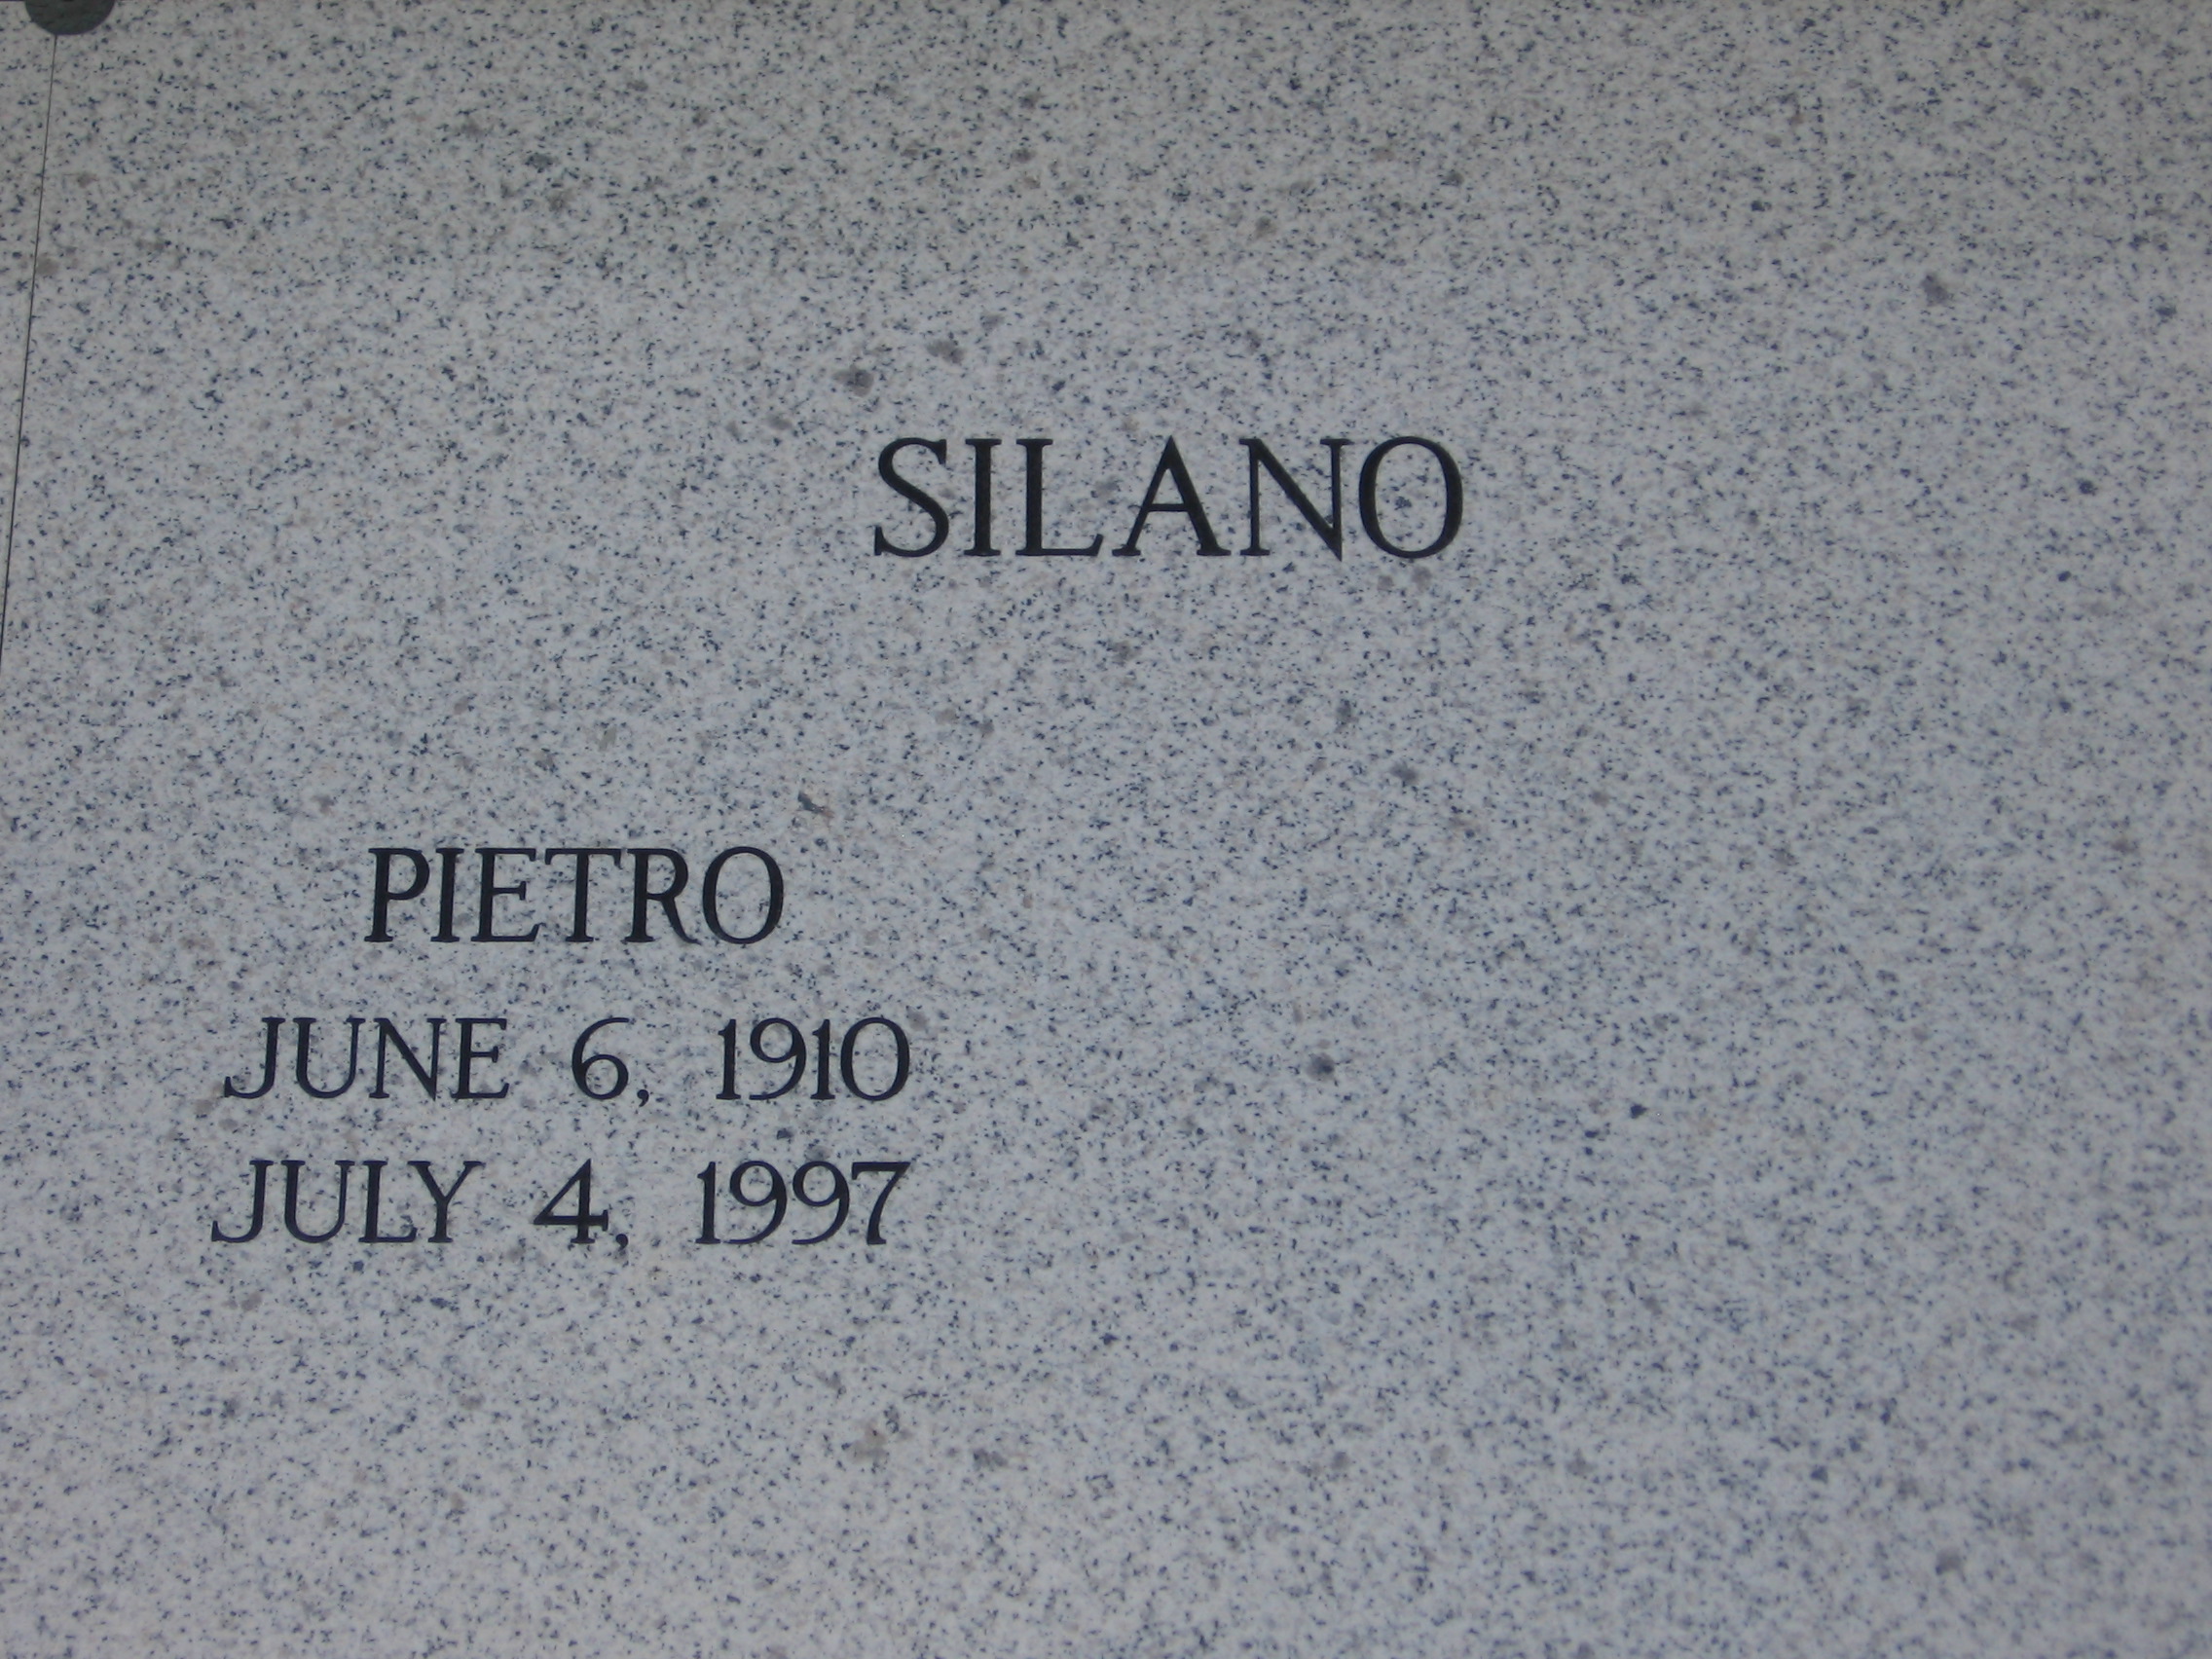 SILANO
PIETRO
JUNE 6, 1910
JULY 4, 1997